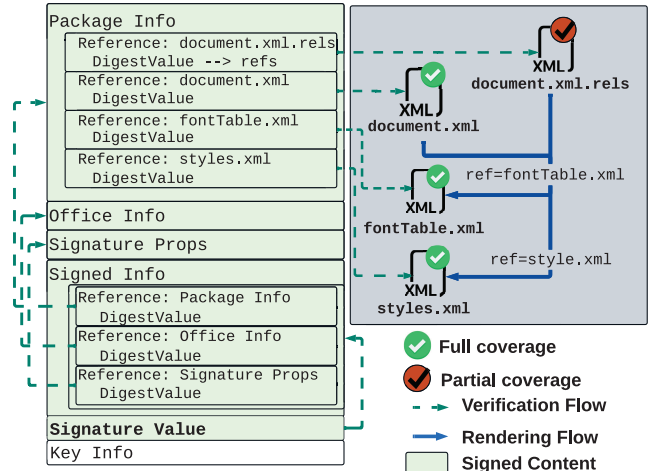 Package Info
Reference: document.xml.rels
DigestValue --> refs
Reference: document.xml
DigestValue
Reference: fontTable.xml
DigestValue
Reference: styles.xml
DigestValue
Office Info
Signature Props
Signed Info
Reference: Package Info
DigestValue
Reference: Office Info
DigestValue
Reference: Signature Props
DigestValue
Signature Value
Key Info
XML
document.xml.rels
XML
document.xml
ref=fontTable.xml
XML
fontTable.xml
ref=style.xml
XML
styles.xml
Full coverage
Partial coverage
Verification Flow
Rendering Flow
Signed Content